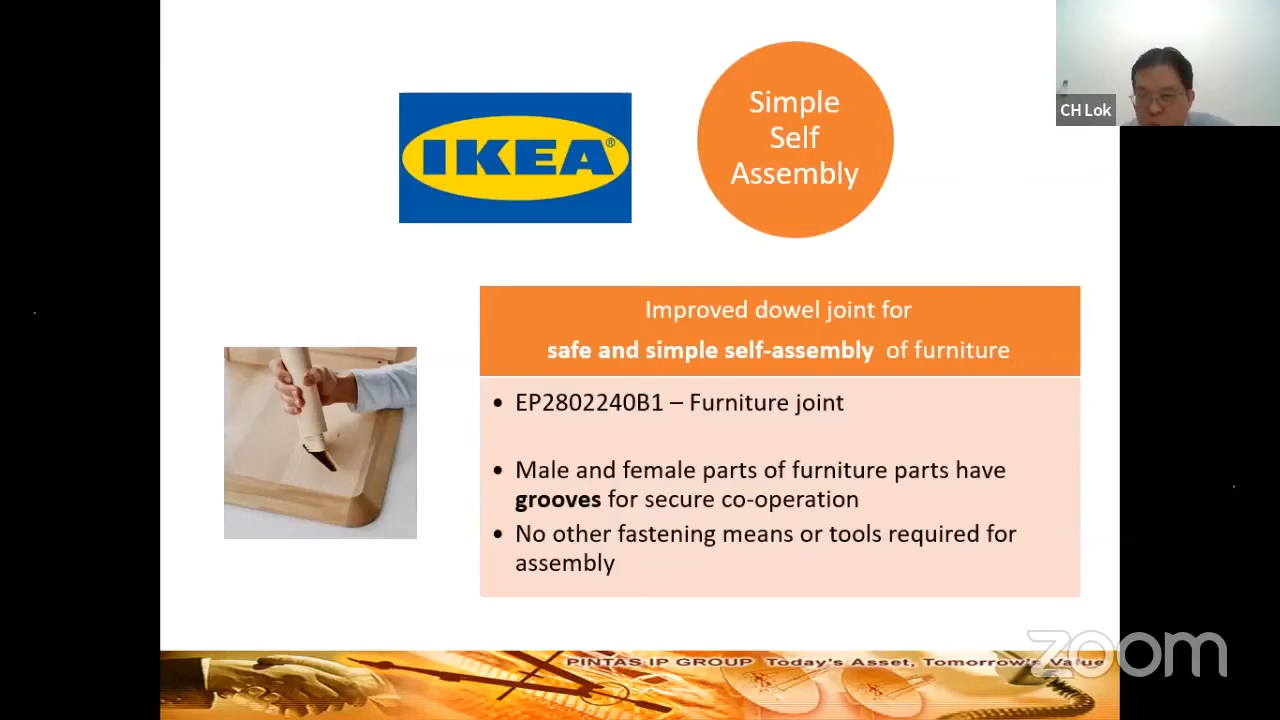 IKEA®
Simple
Self
Assembly
CH Lok
Improved dowel joint for
safe and simple self-assembly of furniture
• EP2802240B1 – Furniture joint
• Male and female parts of furniture parts have
grooves for secure co-operation
• No other fastening means or tools required for
assembly
PINTAS IP GROUP Today's Asset, Tomorrow's Value
zoom